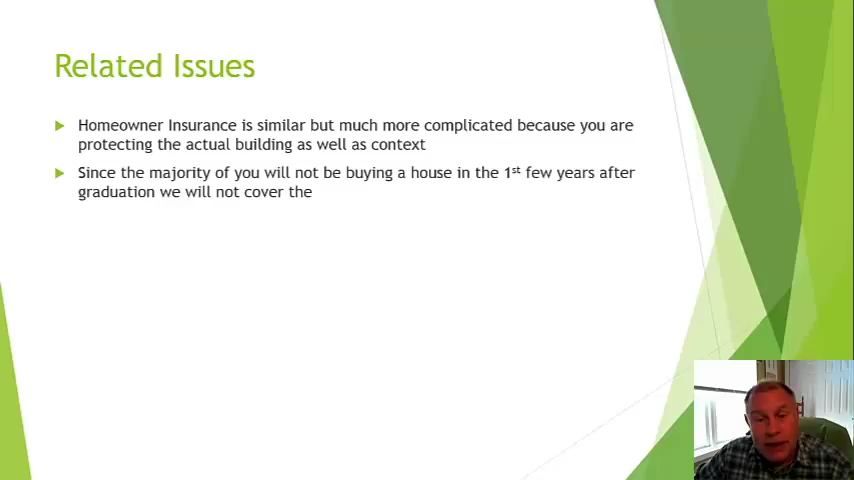 Related Issues
Homeowner Insurance is similar but much more complicated because you are
protecting the actual building as well as context
Since the majority of you will not be buying a house in the 1st few years after
graduation we will not cover the